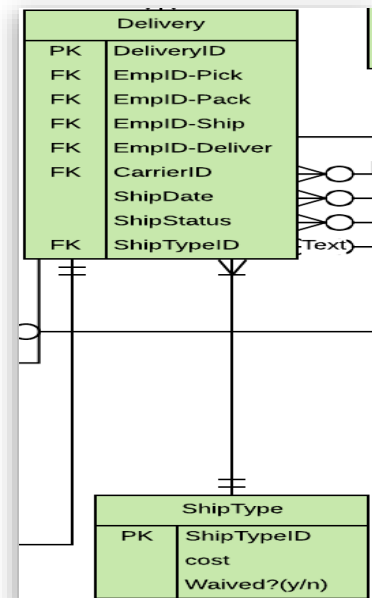 Delivery
PK DeliveryID
FK EmpID-Pick
FK EmpID-Pack
FK EmpID-Ship
FK EmpID-Deliver
FK CarrierID
ShipDate
ShipStatus
FK ShipTypeID (Text)
ShipType
PK ShipTypeID
cost
Waived?(y/n)